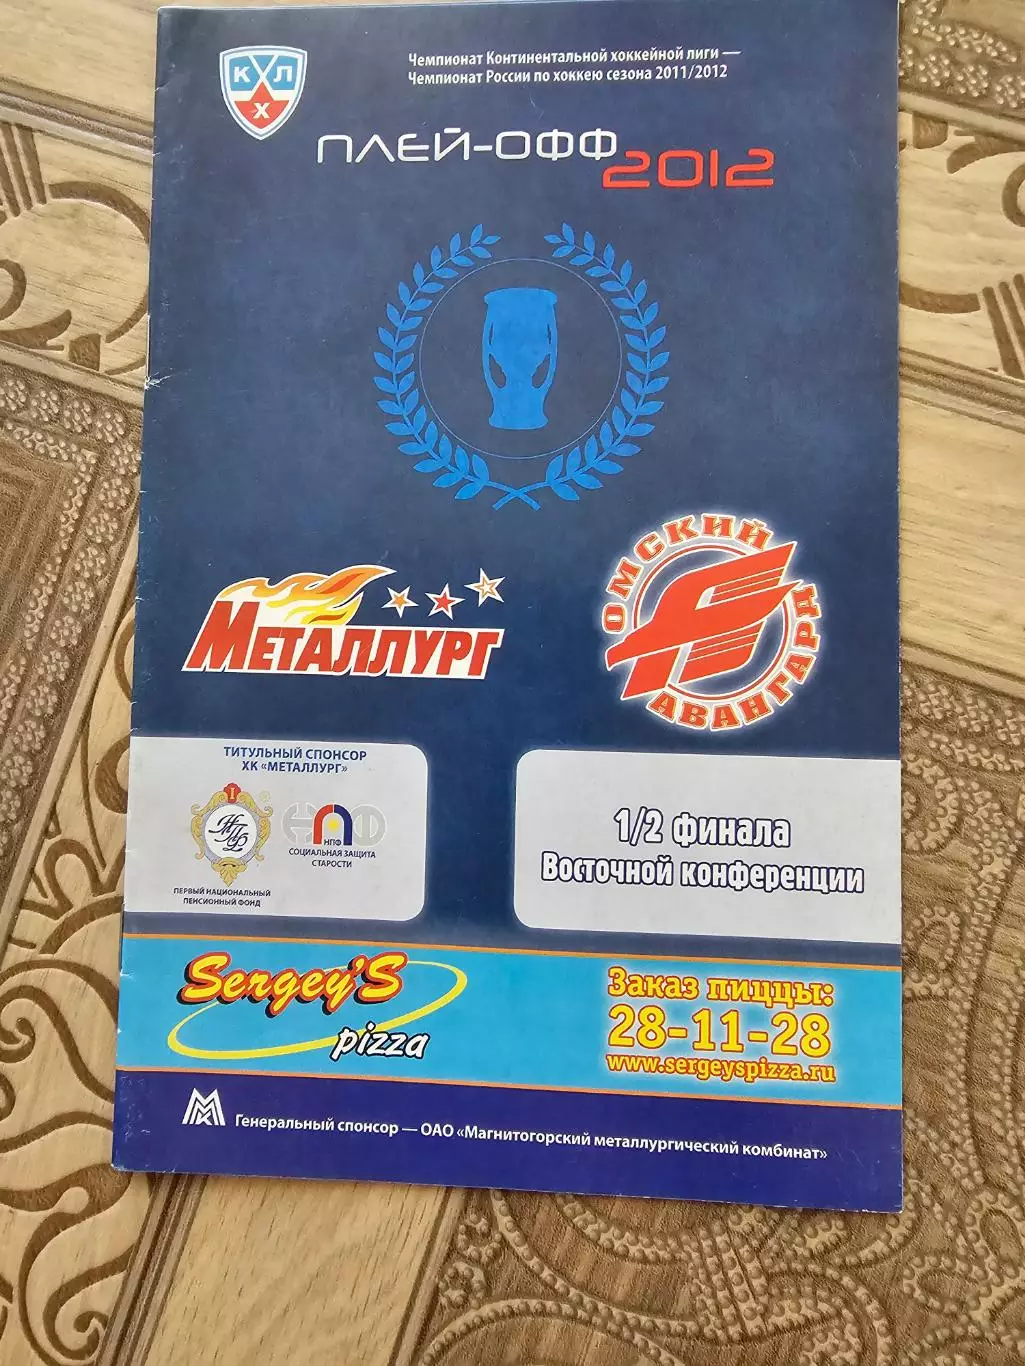 КХЛ
Чемпионат Континентальной хоккейной лиги —
Чемпионат России по хоккею сезона 2011/2012
ПЛЕЙ-ОФФ
2012
МЕТАЛЛУРГ
ОМСКИЙ
АВАНГАРД
ТИТУЛЬНЫЙ СПОНСОР
ХК «МЕТАЛЛУРГ»
I
НПФ
НПФ
СОЦИАЛЬНАЯ ЗАЩИТА
СТАРОСТИ
ПЕРВЫЙ НАЦИОНАЛЬНЫЙ
ПЕНСИОННЫЙ ФОНД
1/2 финала
Восточной конференции
Sergey'S
pizza
Заказ пиццы:
28-11-28
www.sergeyspizza.ru
ММК
Генеральный спонсор — ОАО «Магнитогорский металлургический комбинат»